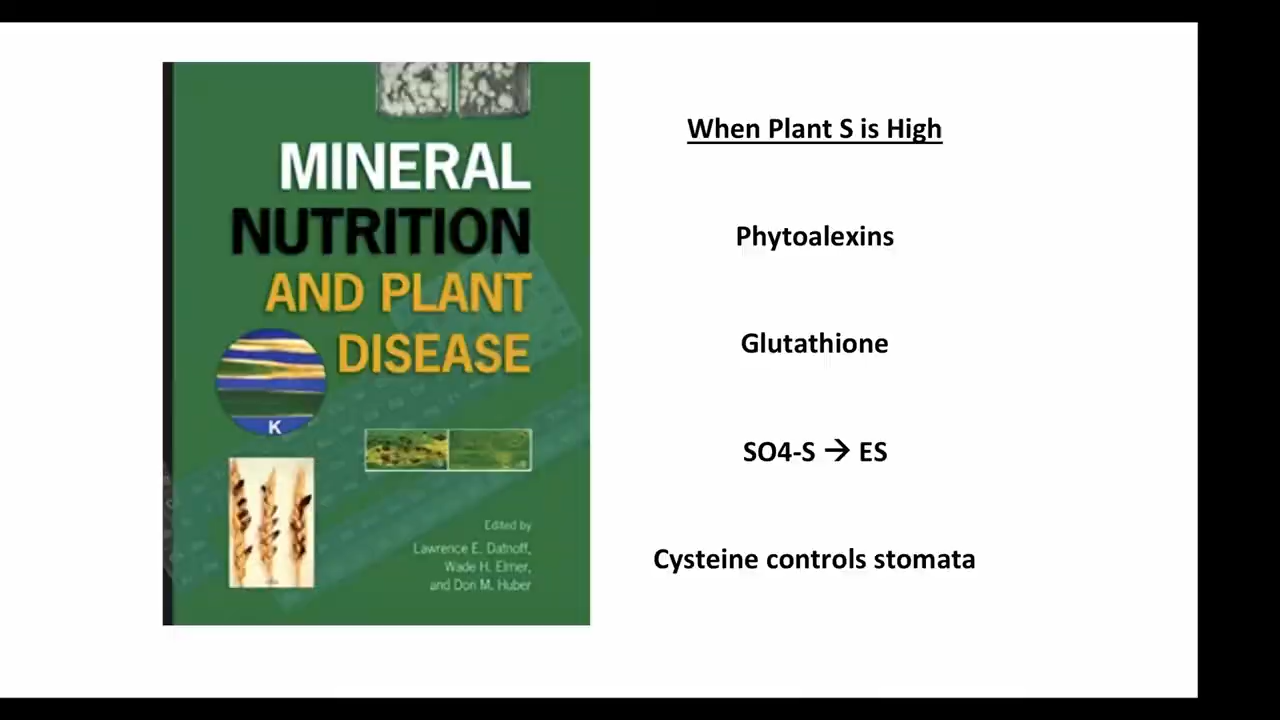 MINERAL
NUTRITION
AND PLANT
DISEASE
K
Edited by
Lawrence E. Datnoff,
Wade H. Elmer,
and Don M. Huber
When Plant S is High
Phytoalexins
Glutathione
SO4-S → ES
Cysteine controls stomata